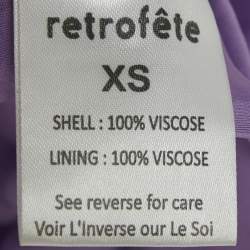 retrofête
XS
SHELL : 100% VISCOSE
LINING : 100% VISCOSE
See reverse for care
Voir L'Inverse our Le Soi